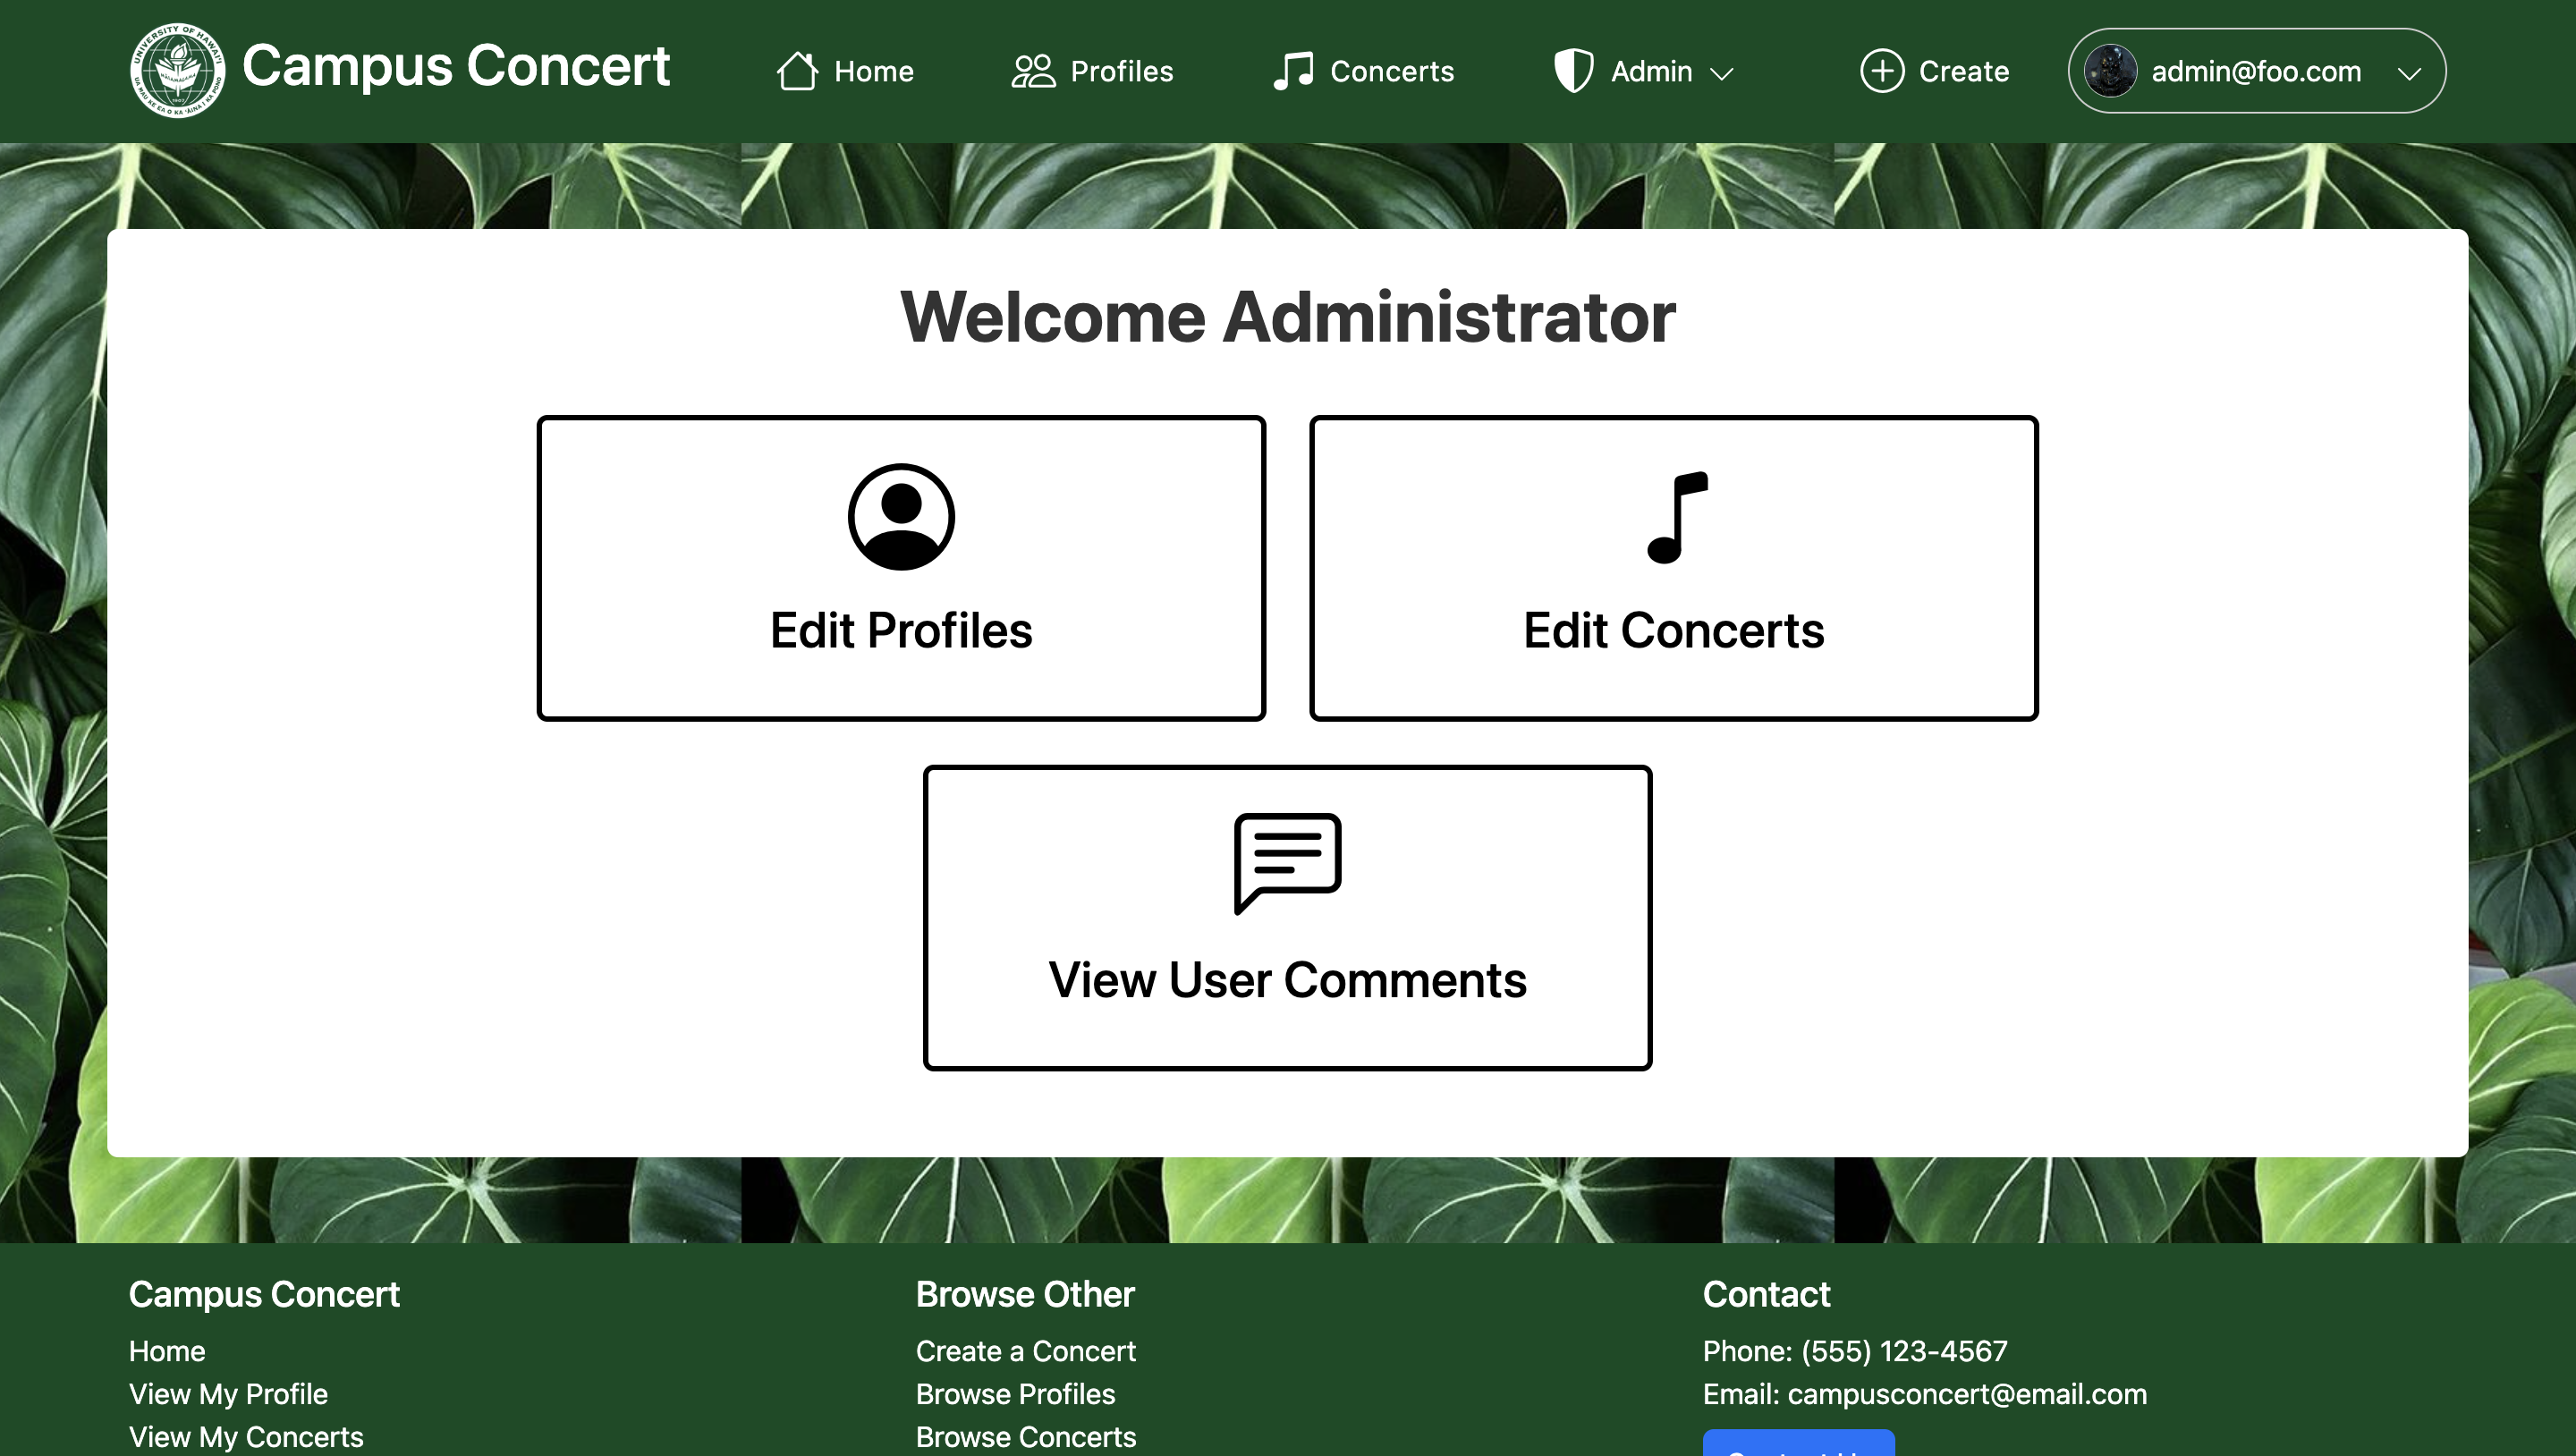 UNIVERSITY OF HAWAI'I
Campus Concert
Home
Profiles
Concerts
Admin
Create
admin@foo.com
Welcome Administrator
Edit Profiles
Edit Concerts
View User Comments
Campus Concert
Home
View My Profile
View My Concerts
Browse Other
Create a Concert
Browse Profiles
Browse Concerts
Contact
Phone: (555) 123-4567
Email: campusconcert@email.com